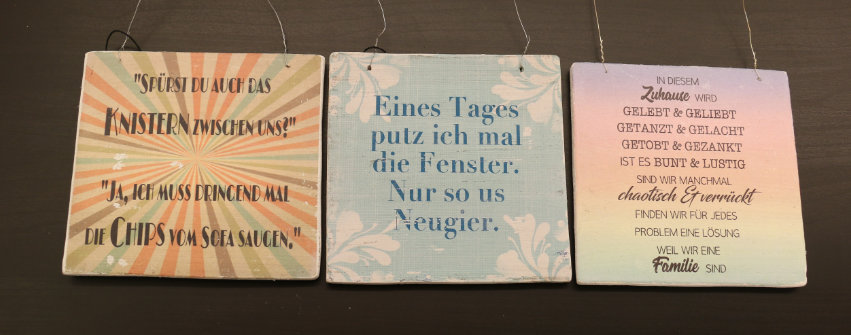 "Spürst du auch das
Knistern zwischen uns?"
"Ja, ich muss dringend mal
die Chips vom Sofa saugen."
Eines Tages
putz ich mal
die Fenster.
Nur so us
Neugier.
IN DIESEM
Zuhause WIRD
GELEBT & GELIEBT
GETANZT & GELACHT
GETOBT & GEZANKT
IST ES BUNT & LUSTIG
SIND WIR MANCHMAL
chaotisch & verrückt
FINDEN WIR FÜR JEDES
PROBLEM EINE LÖSUNG
WEIL WIR EINE
Familie SIND